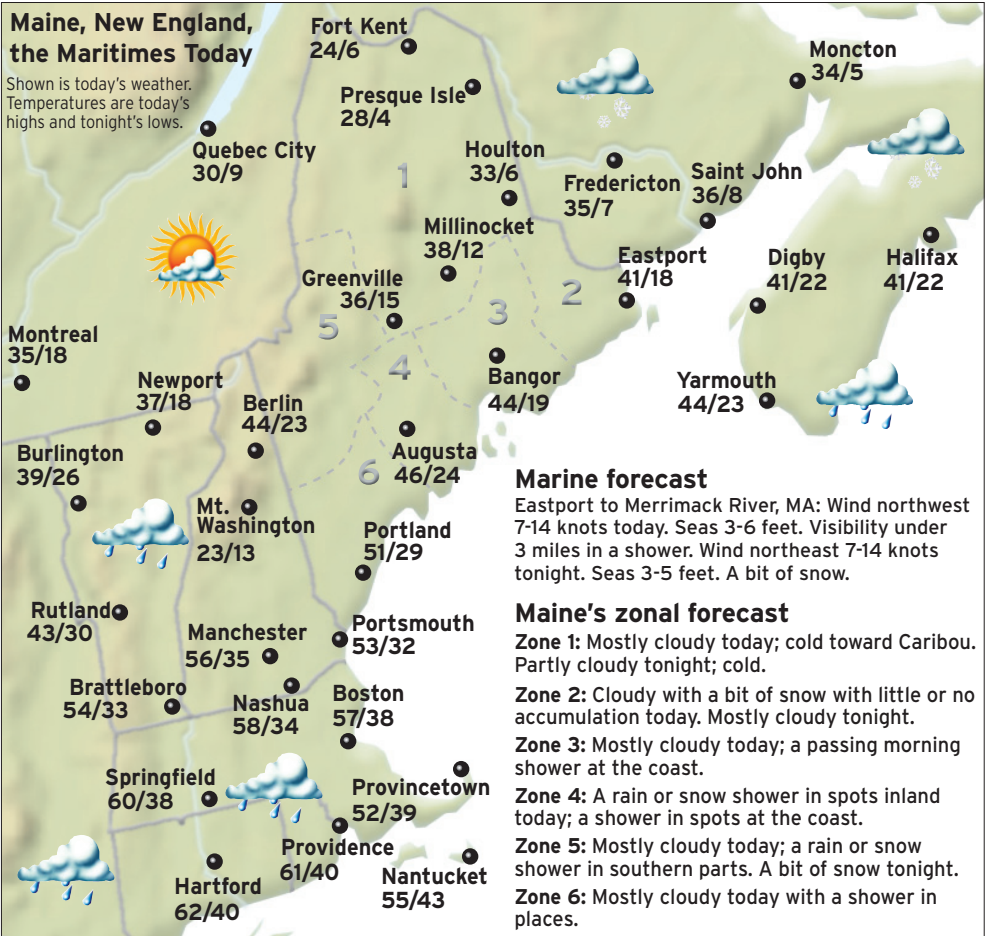 Maine, New England,
the Maritimes Today
Shown is today's weather.
Temperatures are today's
highs and tonight's lows.
Fort Kent
24/6
Moncton
34/5
Presque Isle
28/4
Quebec City
30/9
Houlton
33/6
1
Fredericton
35/7
Saint John
36/8
Millinocket
38/12
Eastport
41/18
Digby
41/22
Halifax
41/22
Greenville
36/15
2
3
5
Montreal
35/18
4
Newport
37/18
Berlin
44/23
Bangor
44/19
Yarmouth
44/23
Burlington
39/26
Augusta
46/24
6
Mt.
Washington
23/13
Portland
51/29
Rutland
43/30
Manchester
56/35
Portsmouth
53/32
Brattleboro
54/33
Nashua
58/34
Boston
57/38
Springfield
60/38
Provincetown
52/39
Providence
61/40
Hartford
62/40
Nantucket
55/43
Marine forecast
Eastport to Merrimack River, MA: Wind northwest
7-14 knots today. Seas 3-6 feet. Visibility under
3 miles in a shower. Wind northeast 7-14 knots
tonight. Seas 3-5 feet. A bit of snow.
Maine's zonal forecast
Zone 1: Mostly cloudy today; cold toward Caribou.
Partly cloudy tonight; cold.
Zone 2: Cloudy with a bit of snow with little or no
accumulation today. Mostly cloudy tonight.
Zone 3: Mostly cloudy today; a passing morning
shower at the coast.
Zone 4: A rain or snow shower in spots inland
today; a shower in spots at the coast.
Zone 5: Mostly cloudy today; a rain or snow
shower in southern parts. A bit of snow tonight.
Zone 6: Mostly cloudy today with a shower in
places.